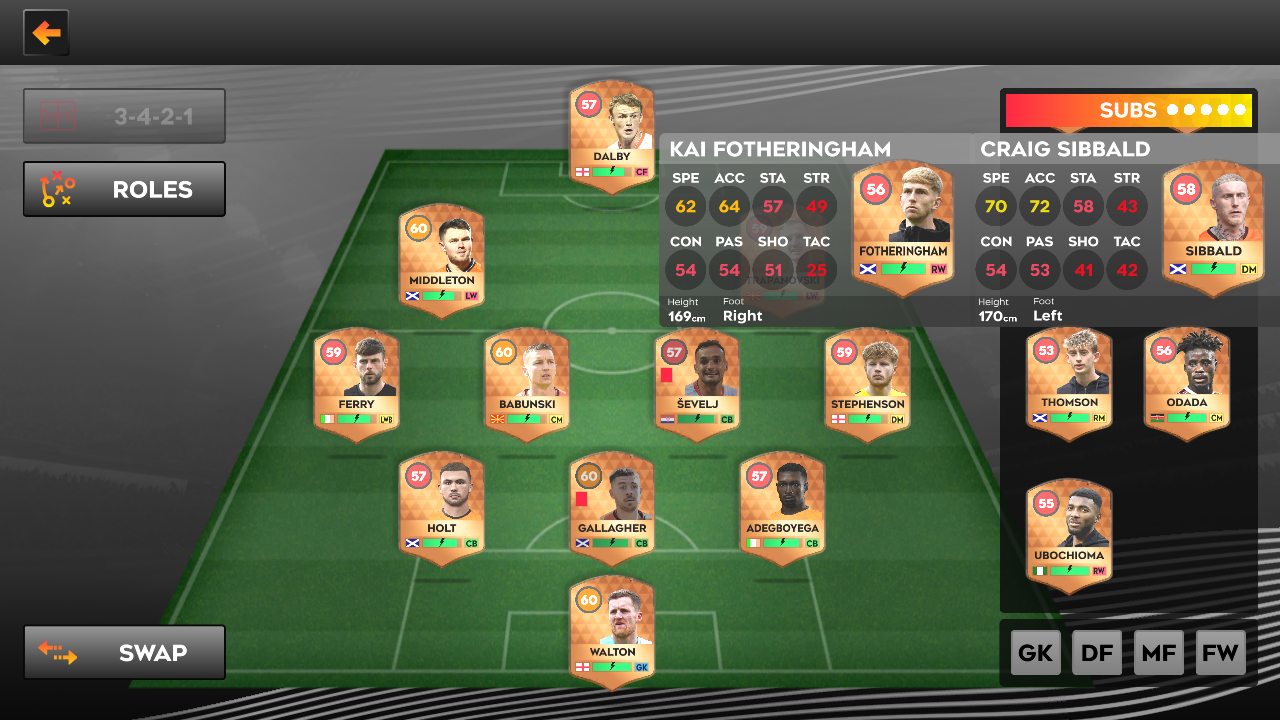 57
DALBY
CF
3-4-2-1
ROLES
SUBS
KAI FOTHERINGHAM
SPE ACC STA STR
62 64 57 49
CON PAS SHO TAC
54 54 51 25
Height Foot
169cm Right
56
FOTHERINGHAM
RW
CRAIG SIBBALD
SPE ACC STA STR
70 72 58 43
CON PAS SHO TAC
54 53 41 42
Height Foot
170cm Left
58
SIBBALD
DM
60
MIDDLETON
LW
59
TRAPANOVSKI
59
FERRY
LWB
60
BABUNSKI
CM
57
ŠEVELJ
CB
59
STEPHENSON
DM
53
THOMSON
RM
56
ODADA
CM
57
HOLT
CB
60
GALLAGHER
CB
57
ADEGBOYEGA
CB
55
UBOCHIOMA
RW
60
WALTON
GK
SWAP
GK DF MF FW